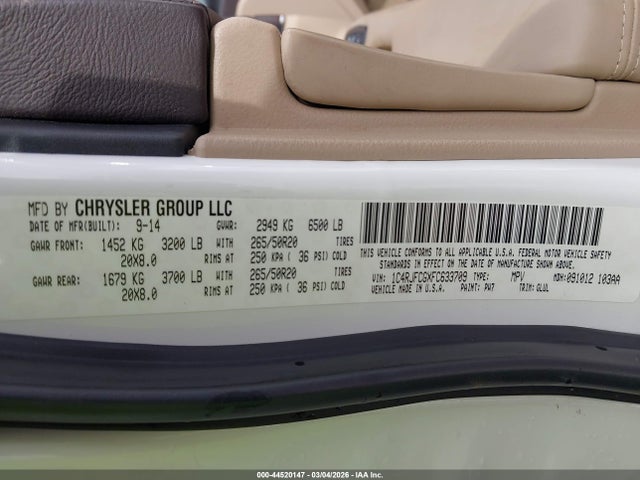 MFD BY CHRYSLER GROUP LLC
DATE OF MFR(BUILT): 9-14 GVWR: 2949 KG 6500 LB
GAWR FRONT: 1452 KG 3200 LB WITH 265/50R20 TIRES
20X8.0 RIMS AT 250 KPA ( 36 PSI) COLD
GAWR REAR: 1679 KG 3700 LB WITH 265/50R20 TIRES
20X8.0 RIMS AT 250 KPA ( 36 PSI) COLD
THIS VEHICLE CONFORMS TO ALL APPLICABLE U.S.A. FEDERAL MOTOR VEHICLE
SAFETY STANDARDS IN EFFECT ON THE DATE OF MANUFACTURE SHOWN ABOVE
VIN: 1C4RJFCGXFC633709 TYPE: MPV MDH:091012 103AA
VEHICLE MADE IN U.S.A. PAINT: PW7 TRIM: GLUL
000-44520147 - 03/04/2026 - IAA Inc.